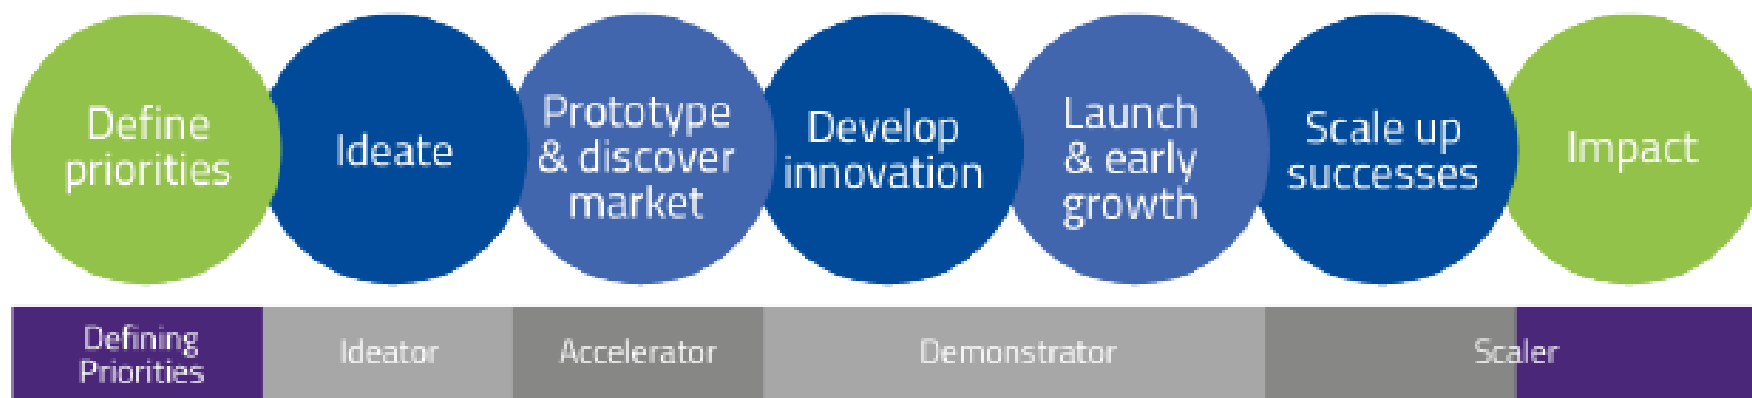 Define
priorities
Ideate
Prototype
& discover
market
Develop
innovation
Launch
& early
growth
Scale up
successes
Impact
Defining
Priorities
Ideator
Accelerator
Demonstrator
Scaler